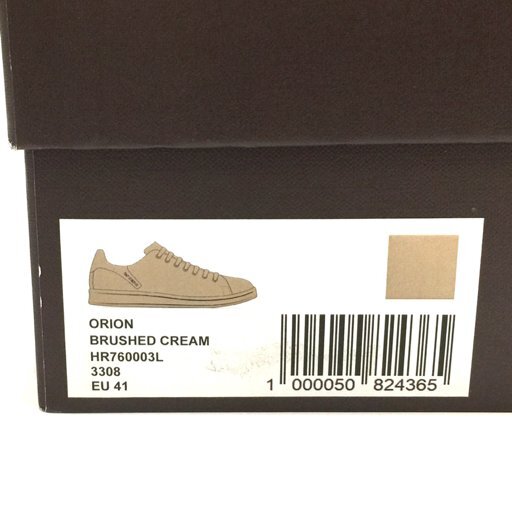 ORION
BRUSHED CREAM
HR760003L
3308
EU 41
1 000050 824365